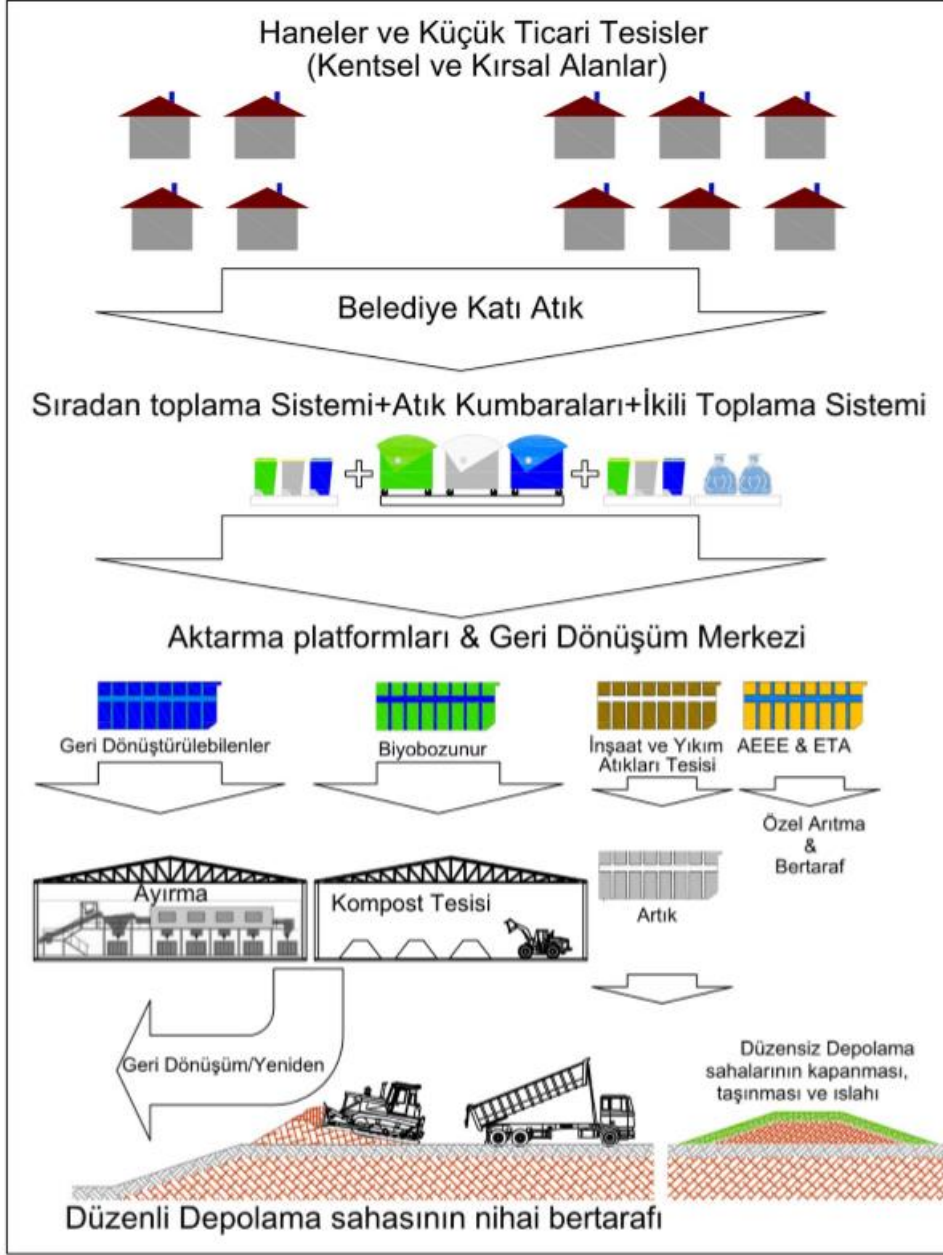 Haneler ve Küçük Ticari Tesisler
(Kentsel ve Kırsal Alanlar)
Belediye Katı Atık
Sıradan toplama Sistemi+Atık Kumbaraları+İkili Toplama Sistemi
Aktarma platformları & Geri Dönüşüm Merkezi
Geri Dönüştürülebilenler
Biyobozunur
İnşaat ve Yıkım
Atıkları Tesisi
AEEE & ETA
Özel Arıtma
&
Bertaraf
Ayırma
Kompost Tesisi
Artık
Geri Dönüşüm/Yeniden
Düzensiz Depolama
sahalarının kapanması,
taşınması ve ıslahı
Düzenli Depolama sahasının nihai bertarafı